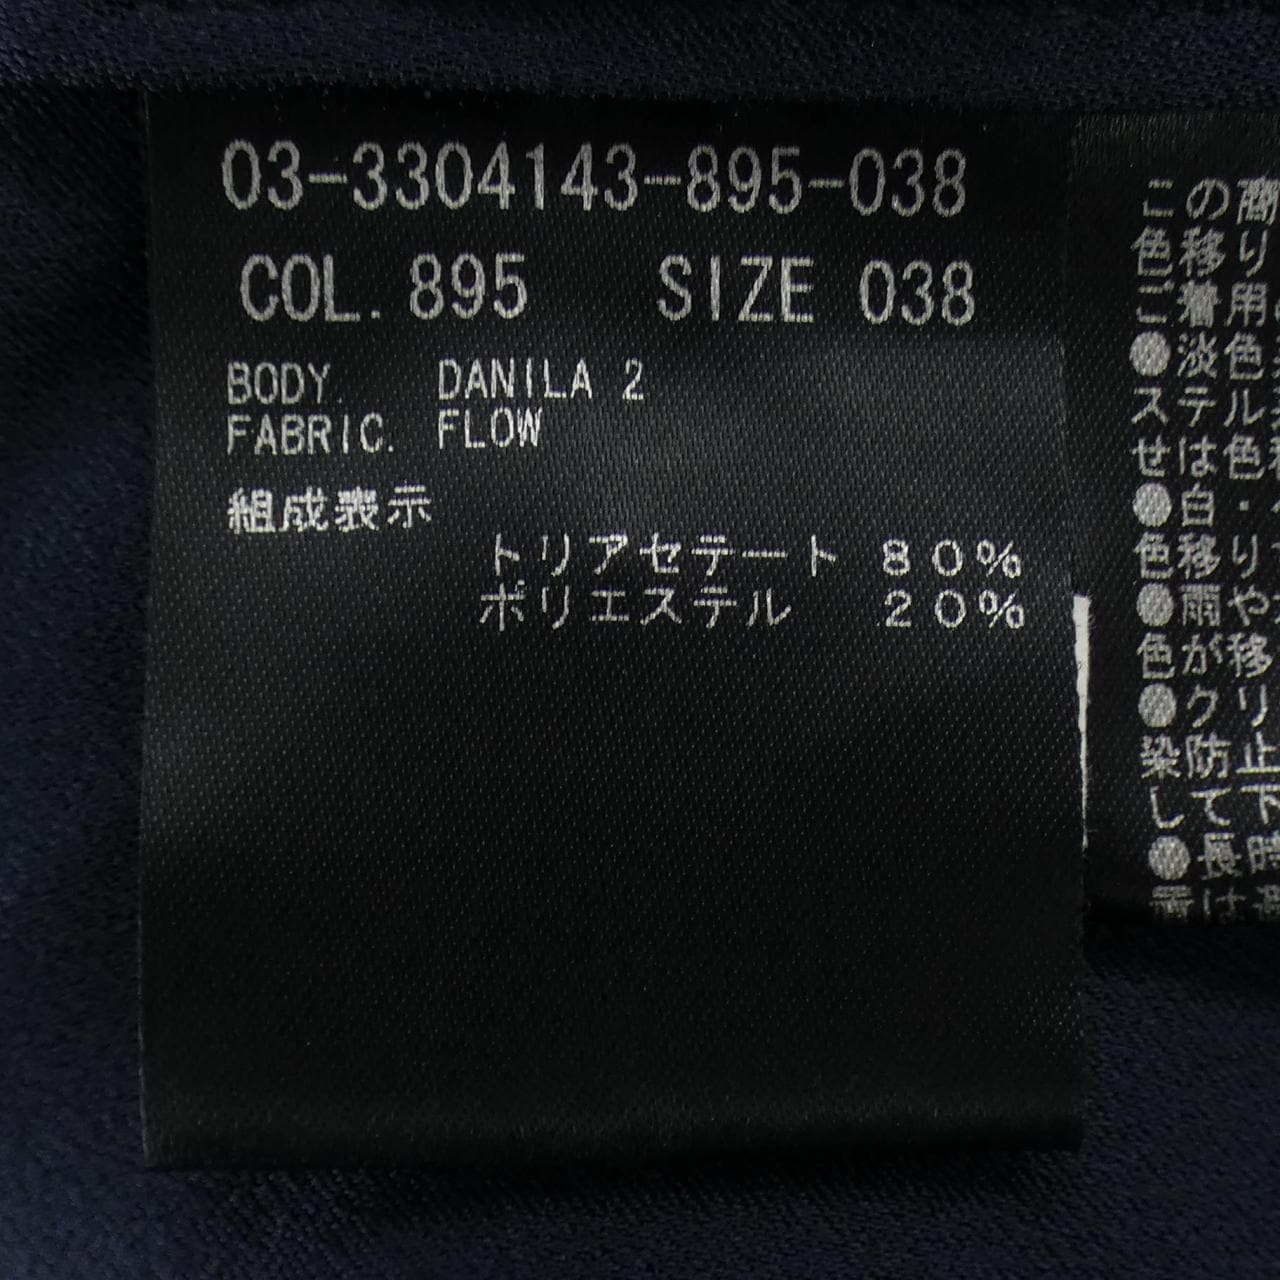 03-3304143-895-038
COL. 895 SIZE 038
BODY. DANILA 2
FABRIC. FLOW
組成表示
トリアセテート 80%
ポリエステル 20%
この商
色移り
ご着用
●淡色
ステル
せは色
●白・
色移り
●雨や
色が移
●クリ
染防止
して下
●長時